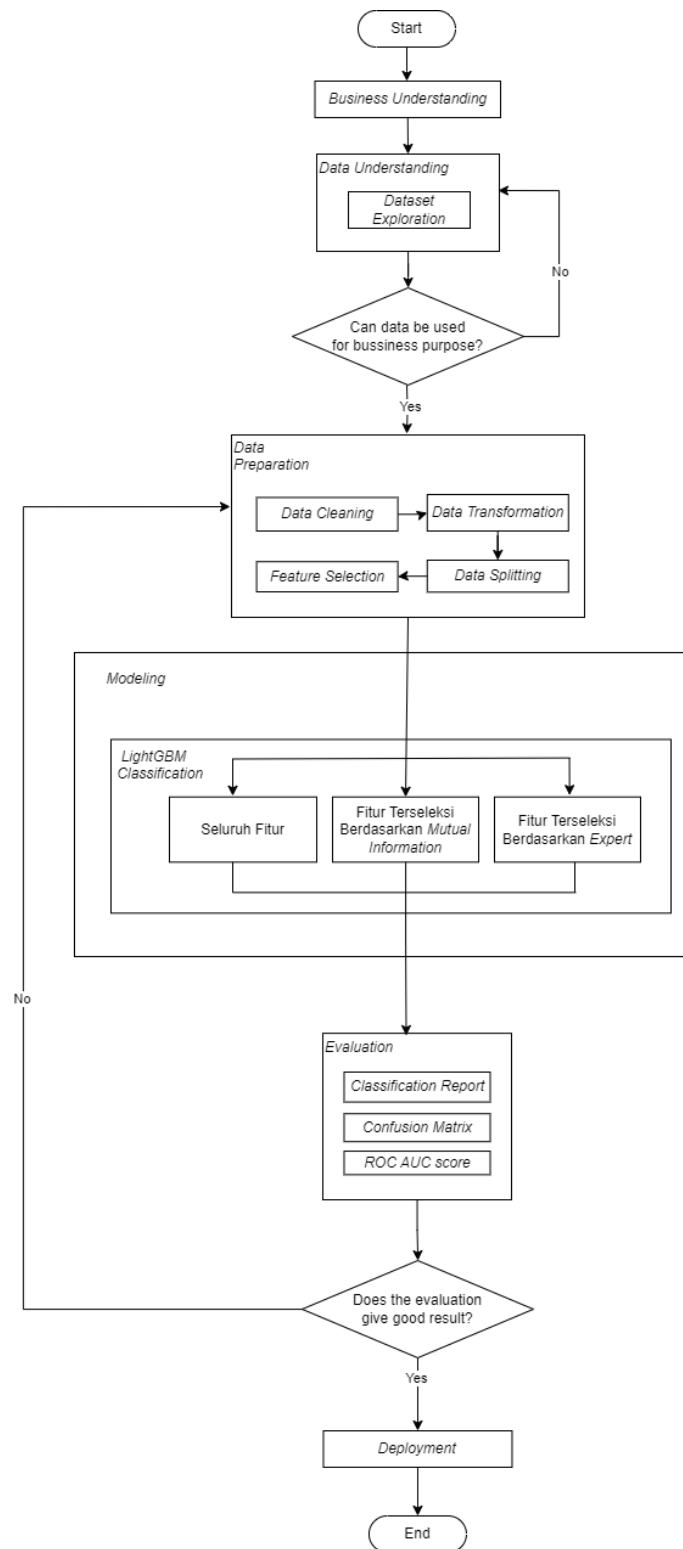 Start
Business Understanding
Data Understanding
Dataset
Exploration
No
Can data be used
for bussiness purpose?
Yes
Data
Preparation
Data Cleaning
Data Transformation
Feature Selection
Data Splitting
Modeling
LightGBM
Classification
Seluruh Fitur
Fitur Terseleksi
Berdasarkan Mutual
Information
Fitur Terseleksi
Berdasarkan Expert
No
Evaluation
Classification Report
Confusion Matrix
ROC AUC score
Does the evaluation
give good result?
Yes
Deployment
End